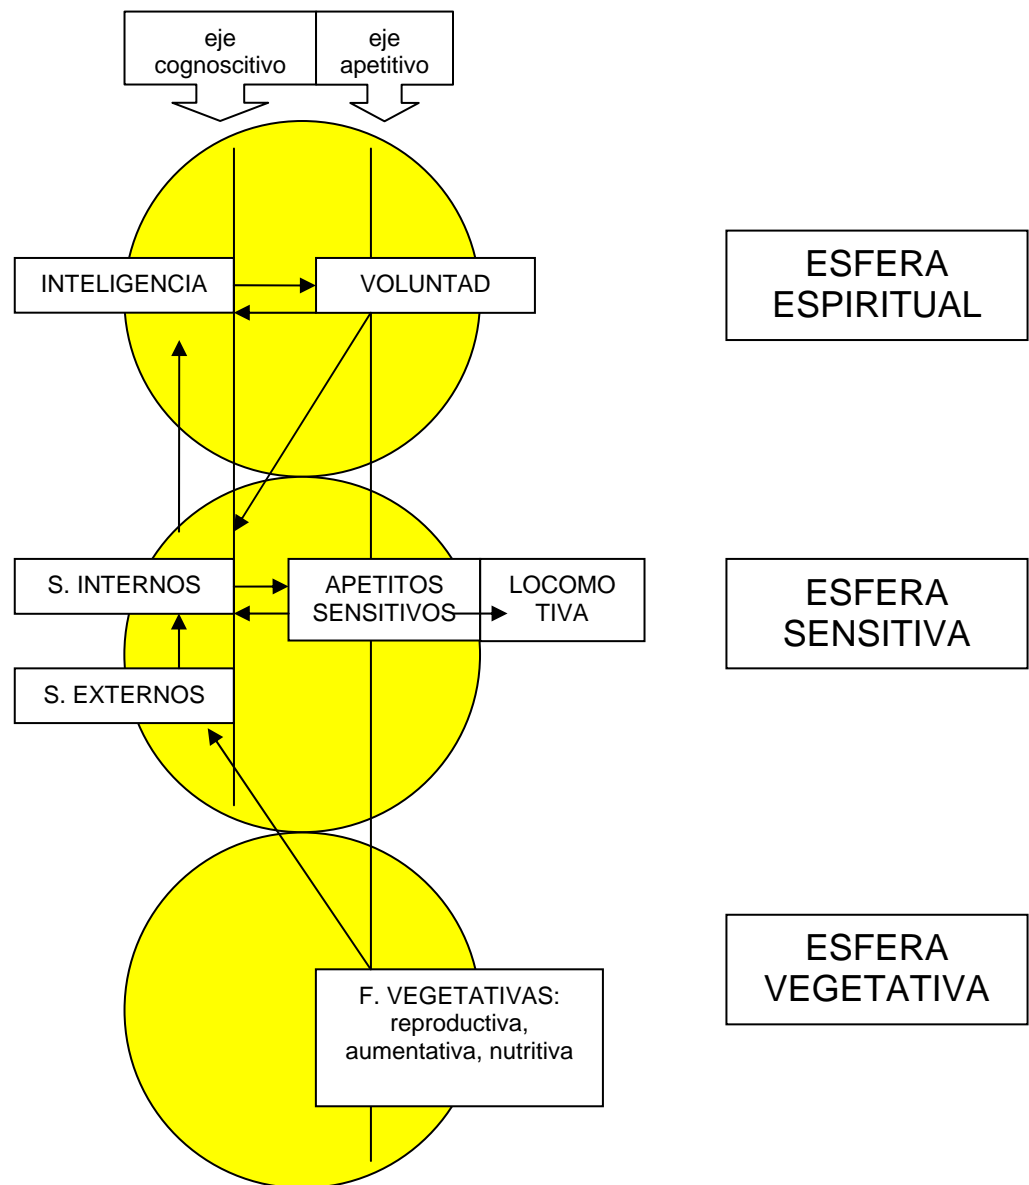 eje
cognoscitivo
eje
apetitivo
INTELIGENCIA
VOLUNTAD
ESFERA
ESPIRITUAL
S. INTERNOS
APETITOS
SENSITIVOS
LOCOMO
TIVA
ESFERA
SENSITIVA
S. EXTERNOS
F. VEGETATIVAS:
reproductiva,
aumentativa, nutritiva
ESFERA
VEGETATIVA